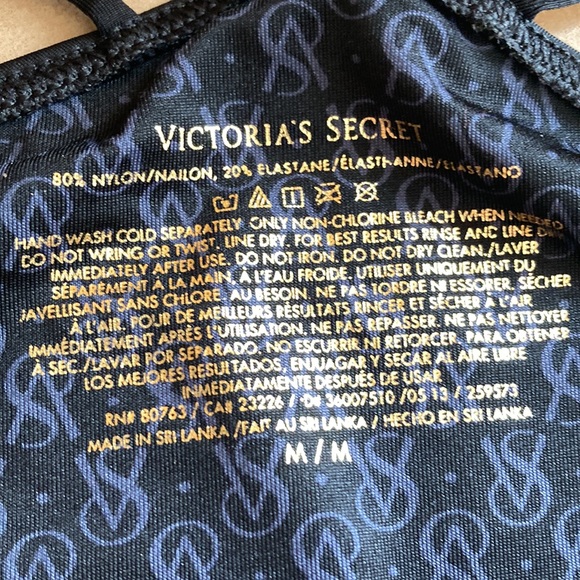 VICTORIA'S SECRET
80% NYLON/NAILON, 20% ELASTANE/ÉLASTHANNE/ELASTANO
HAND WASH COLD SEPARATELY. ONLY NON-CHLORINE BLEACH WHEN NEEDED
DO NOT WRING OR TWIST. LINE DRY. FOR BEST RESULTS RINSE AND LINE
IMMEDIATELY AFTER USE. DO NOT IRON. DO NOT DRY CLEAN./LAVER
SÉPARÉMENT À LA MAIN, À L'EAU FROIDE. UTILISER UNIQUEMENT DU
JAVELLISANT SANS CHLORE, AU BESOIN. NE PAS TORDRE NI ESSORER. SÉCHER
À L'AIR. POUR DE MEILLEURS RÉSULTATS RINCER ET SÉCHER À L'AIR
IMMÉDIATEMENT APRÈS L'UTILISATION. NE PAS REPASSER. NE PAS NETTOYER
À SEC./LAVAR POR SEPARADO. NO ESCURRIR NI RETORCER. PARA OBTENER
LOS MEJORES RESULTADOS, ENJUAGAR Y SECAR AL AIRE LIBRE
INMEDIATAMENTE DESPUÉS DE USAR.
RN# 80763 / CA# 23226 / D# 36007510 / 05 13 / 259573
MADE IN SRI LANKA /FAIT AU SRI LANKA / HECHO EN SRI LANKA
M / M